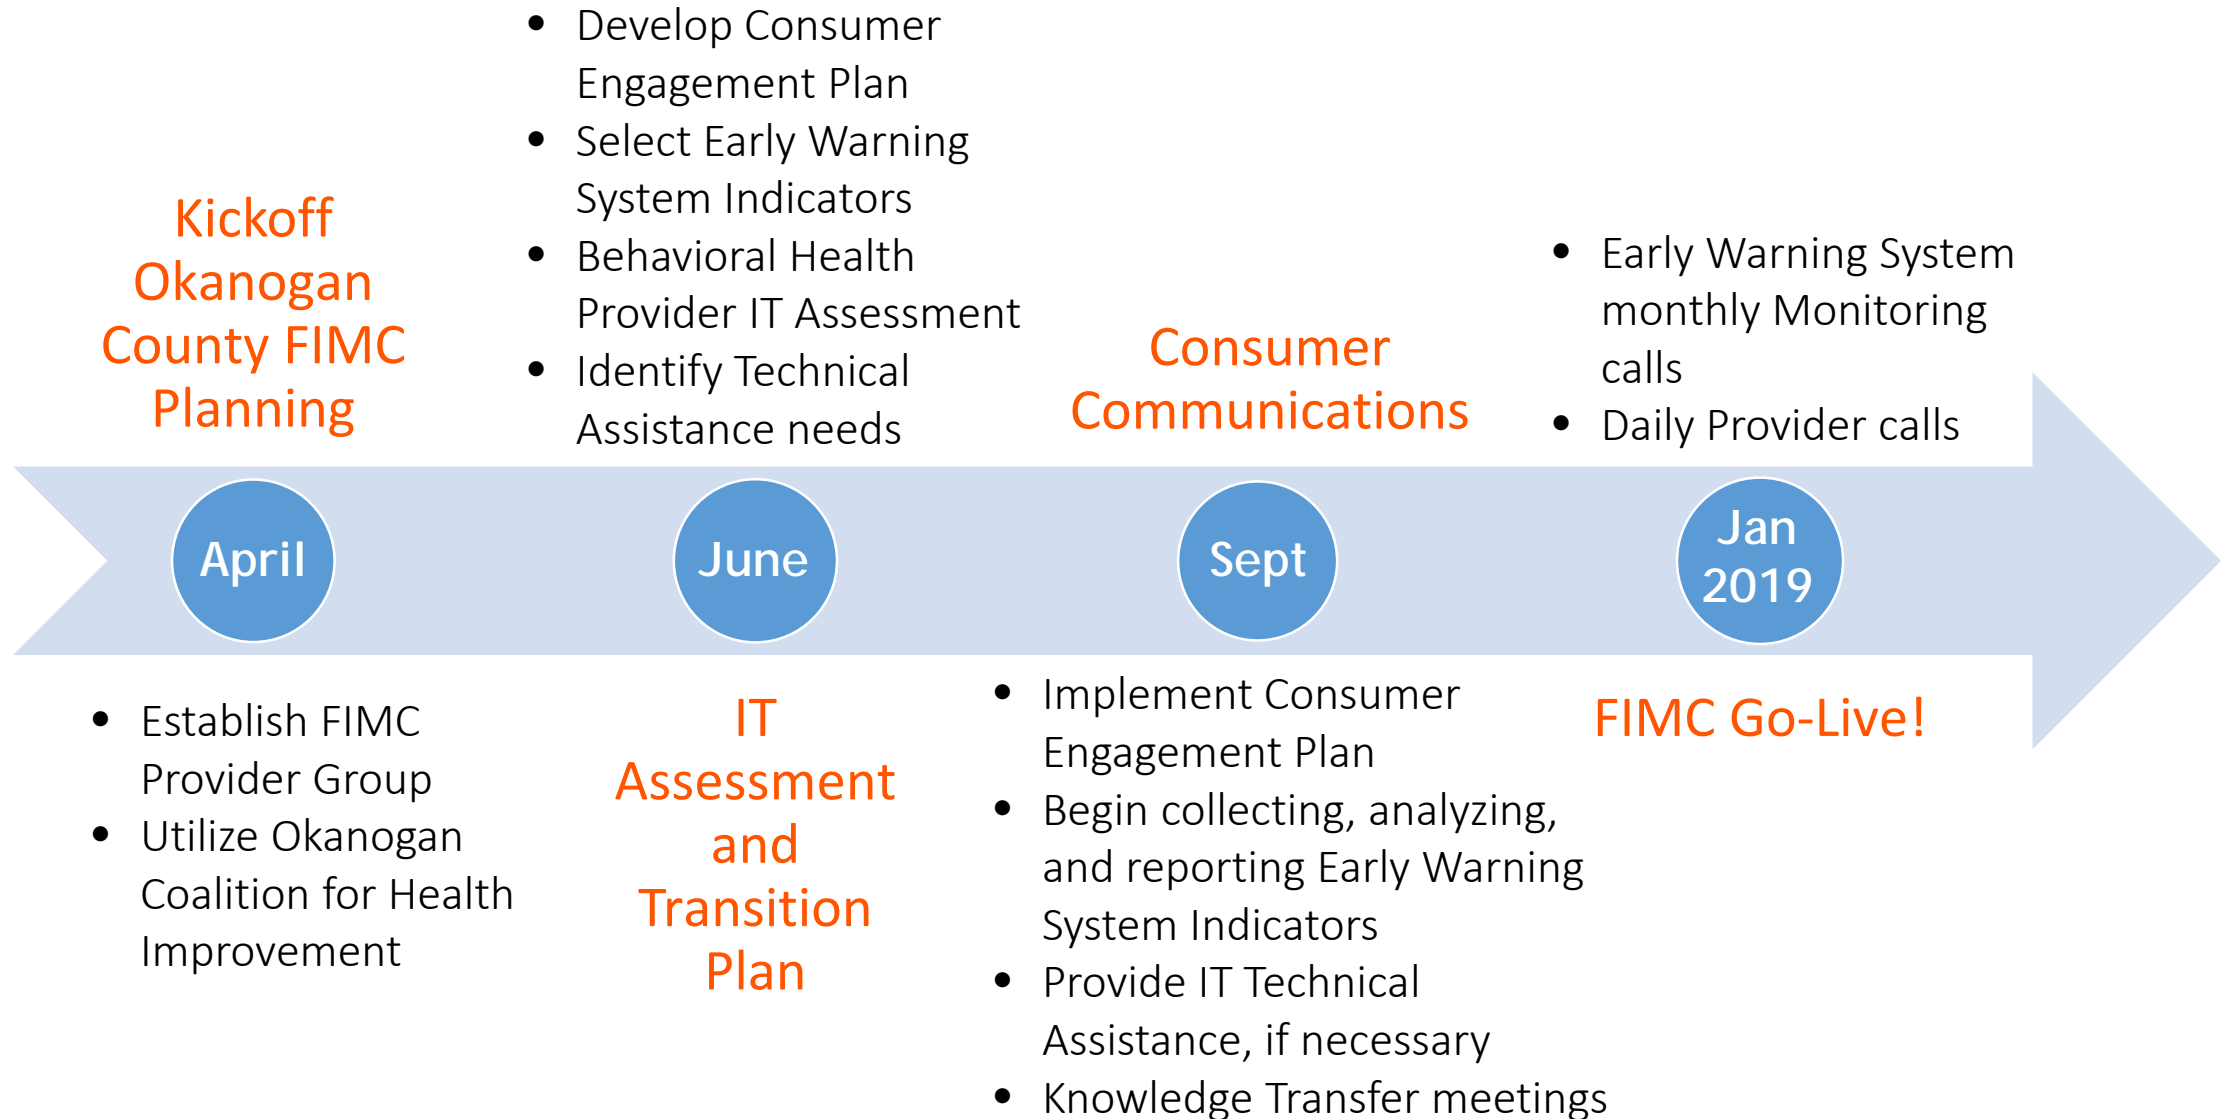 Kickoff
Okanogan
County FIMC
Planning
• Develop Consumer
Engagement Plan
• Select Early Warning
System Indicators
• Behavioral Health
Provider IT Assessment
• Identify Technical
Assistance needs
Consumer
Communications
• Early Warning System
monthly Monitoring
calls
• Daily Provider calls
April
June
Sept
Jan
2019
• Establish FIMC
Provider Group
• Utilize Okanogan
Coalition for Health
Improvement
IT
Assessment
and
Transition
Plan
• Implement Consumer
Engagement Plan
• Begin collecting, analyzing,
and reporting Early Warning
System Indicators
• Provide IT Technical
Assistance, if necessary
• Knowledge Transfer meetings
FIMC Go-Live!